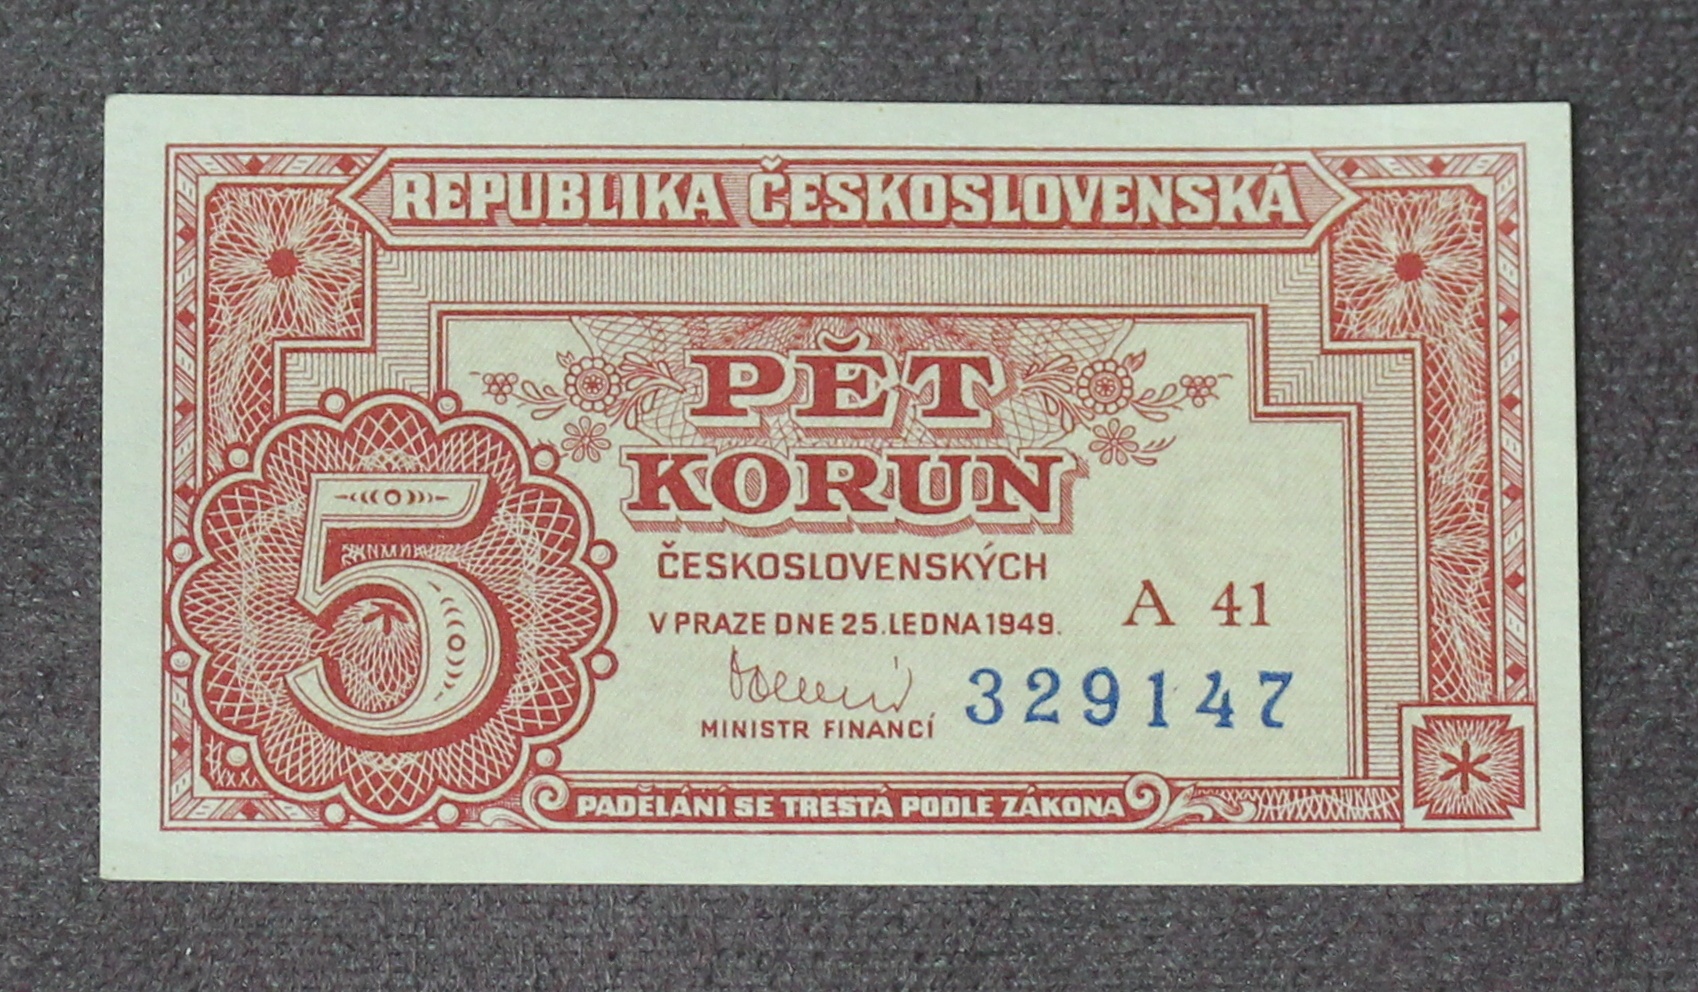 REPUBLIKA ČESKOSLOVENSKÁ
PĚT
KORUN
5
ČESKOSLOVENSKÝCH
V PRAZE DNE 25. LEDNA 1949.
A 41
329147
MINISTR FINANCÍ
PADĚLÁNÍ SE TRESTÁ PODLE ZÁKONA